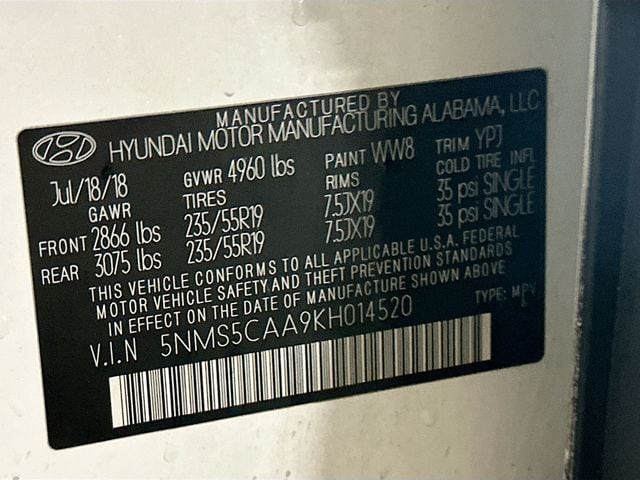 MANUFACTURED BY
HYUNDAI MOTOR MANUFACTURING ALABAMA, LLC
Jul/18/18 GVWR 4960 lbs PAINT WW8 TRIM YPJ
GAWR TIRES RIMS COLD TIRE INFL
FRONT 2866 lbs 235/55R19 7.5JX19 35 psi SINGLE
REAR 3075 lbs 235/55R19 7.5JX19 35 psi SINGLE
THIS VEHICLE CONFORMS TO ALL APPLICABLE U.S.A. FEDERAL
MOTOR VEHICLE SAFETY AND THEFT PREVENTION STANDARDS
IN EFFECT ON THE DATE OF MANUFACTURE SHOWN ABOVE
V.I.N 5NMS5CAA9KH014520 TYPE: MPV